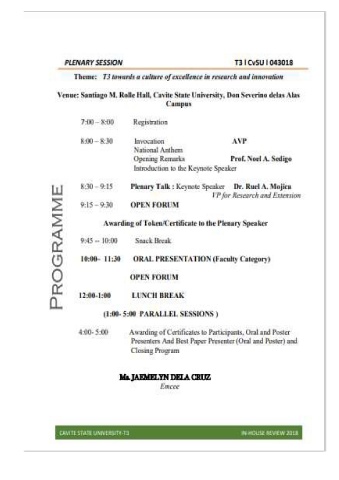 PLENARY SESSION T3 l CvSU l 043018
Theme: T3 towards a culture of excellence in research and innovation
Venue: Santiago M. Rolle Hall, Cavite State University, Don Severino delas Alas
Campus
PROGRAMME
7:00 – 8:00 Registration
8:00 – 8:30 Invocation AVP
National Anthem
Opening Remarks Prof. Noel A. Sedigo
Introduction to the Keynote Speaker
8:30 – 9:15 Plenary Talk : Keynote Speaker Dr. Ruel A. Mojica
VP for Research and Extension
9:15 – 9:30 OPEN FORUM
Awarding of Token/Certificate to the Plenary Speaker
9:45 – 10:00 Snack Break
10:00– 11:30 ORAL PRESENTATION (Faculty Category)
OPEN FORUM
12:00-1:00 LUNCH BREAK
(1:00- 5:00 PARALLEL SESSIONS )
4:00- 5:00 Awarding of Certificates to Participants, Oral and Poster
Presenters And Best Paper Presenter (Oral and Poster) and
Closing Program
Ms. JAEMELYN DELA CRUZ
Emcee
CAVITE STATE UNIVERSITY-T3 IN-HOUSE REVIEW 2018